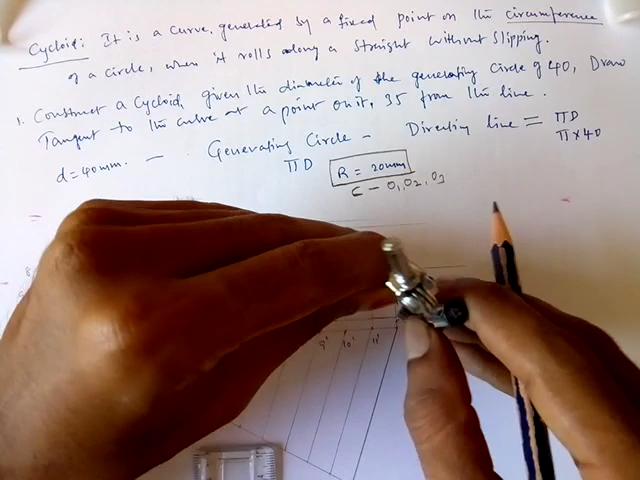 Cycloid: It is a curve, generated by a fixed point on the circumference
of a circle, when it rolls along a straight without slipping.
1. Construct a Cycloid, given the diameter of the generating circle of 40, Draw
Tangent to the curve at a point on it, 35 from the line.
d = 40mm. — Generating Circle — Directing line = πD
πD π × 40
R = 20mm
C - O1, O2, O3
9' 10' 11'